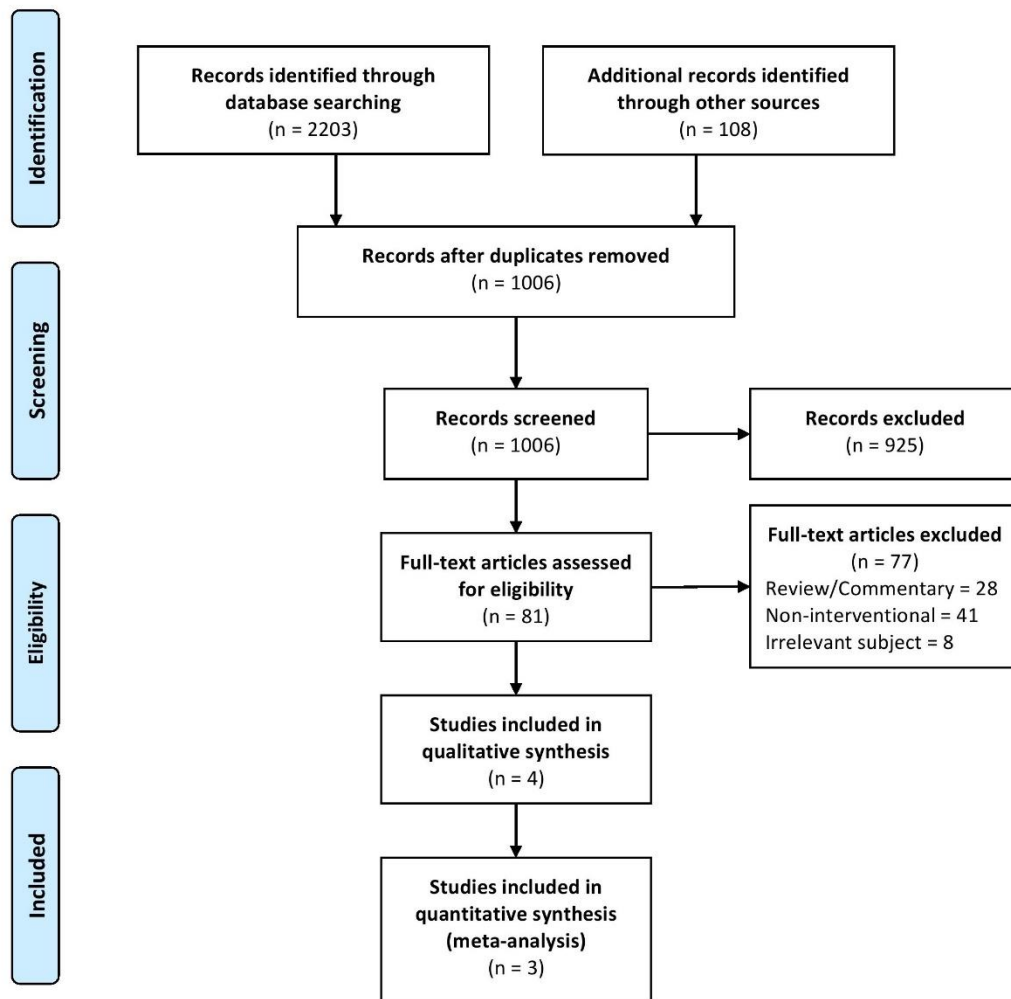 Identification
Records identified through
database searching
(n = 2203)
Additional records identified
through other sources
(n = 108)
Screening
Records after duplicates removed
(n = 1006)
Records screened
(n = 1006)
Records excluded
(n = 925)
Eligibility
Full-text articles assessed
for eligibility
(n = 81)
Full-text articles excluded
(n = 77)
Review/Commentary = 28
Non-interventional = 41
Irrelevant subject = 8
Studies included in
qualitative synthesis
(n = 4)
Included
Studies included in
quantitative synthesis
(meta-analysis)
(n = 3)